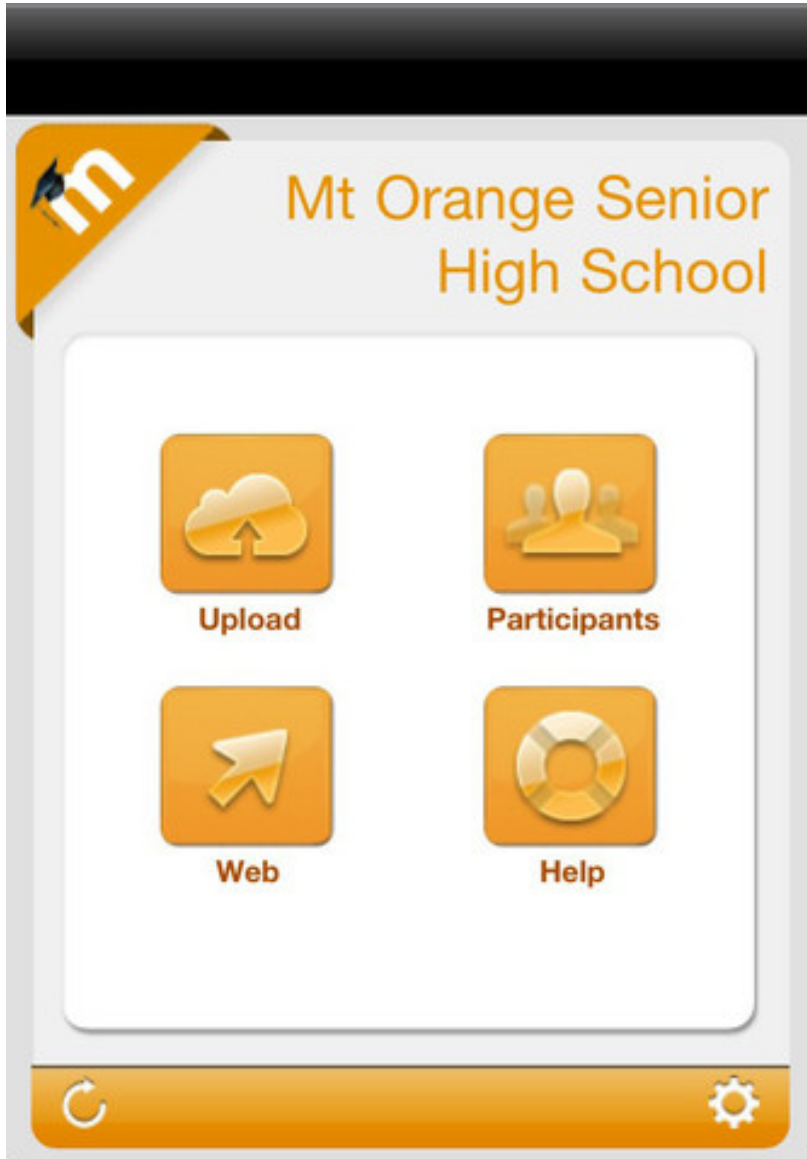 m
Mt Orange Senior
High School
Upload
Participants
Web
Help